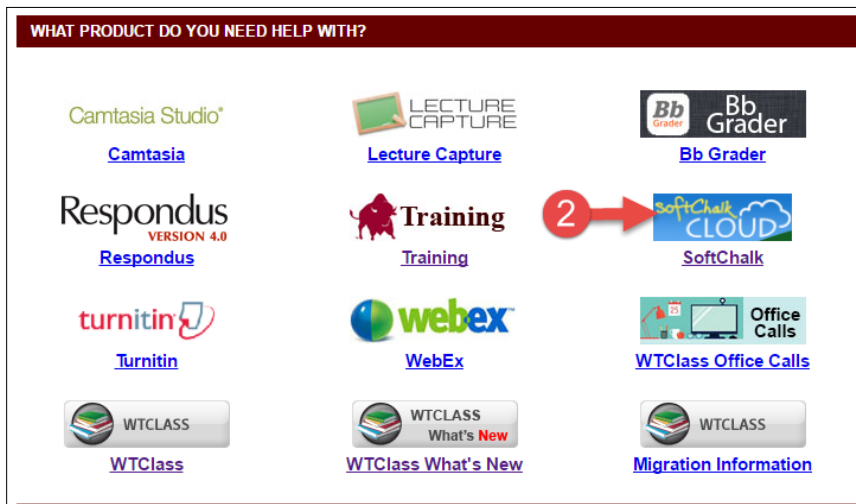 WHAT PRODUCT DO YOU NEED HELP WITH?
Camtasia Studio®
LECTURE
CAPTURE
Bb
Grader
Bb
Grader
Camtasia
Lecture Capture
Bb Grader
Respondus
VERSION 4.0
Training
2
SoftChalk
CLOUD
Respondus
Training
SoftChalk
turnitin
webex
25
Office
Calls
Turnitin
WebEx
WTClass Office Calls
WTCLASS
WTCLASS
What's New
WTCLASS
WTClass
WTClass What's New
Migration Information